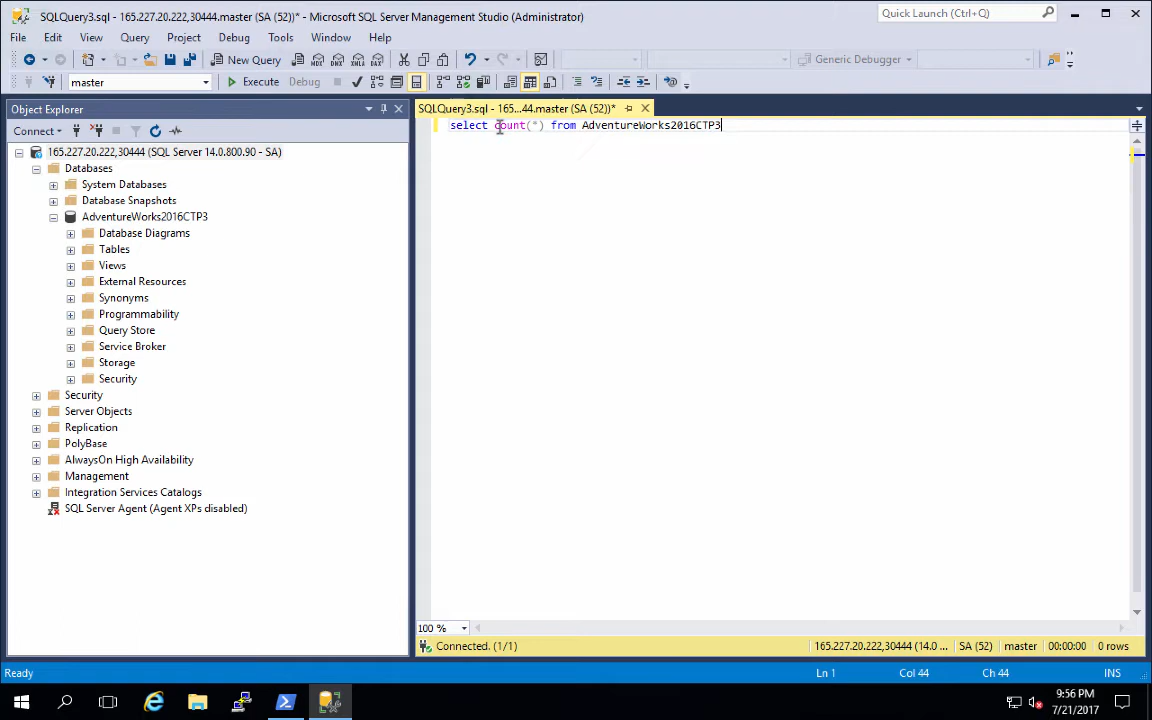 SQLQuery3.sql - 165.227.20.222,30444.master (SA (52))* - Microsoft SQL Server Management Studio (Administrator)
Quick Launch (Ctrl+Q)
File Edit View Query Project Debug Tools Window Help
New Query
Generic Debugger
master
Execute Debug
Object Explorer
SQLQuery3.sql - 165...44.master (SA (52))*
Connect
select count(*) from AdventureWorks2016CTP3
165.227.20.222,30444 (SQL Server 14.0.800.90 - SA)
Databases
System Databases
Database Snapshots
AdventureWorks2016CTP3
Database Diagrams
Tables
Views
External Resources
Synonyms
Programmability
Query Store
Service Broker
Storage
Security
Security
Server Objects
Replication
PolyBase
AlwaysOn High Availability
Management
Integration Services Catalogs
SQL Server Agent (Agent XPs disabled)
100 %
Connected. (1/1)
165.227.20.222,30444 (14.0 ... SA (52) master 00:00:00 0 rows
Ready
Ln 1 Col 44 Ch 44 INS
9:56 PM
7/21/2017